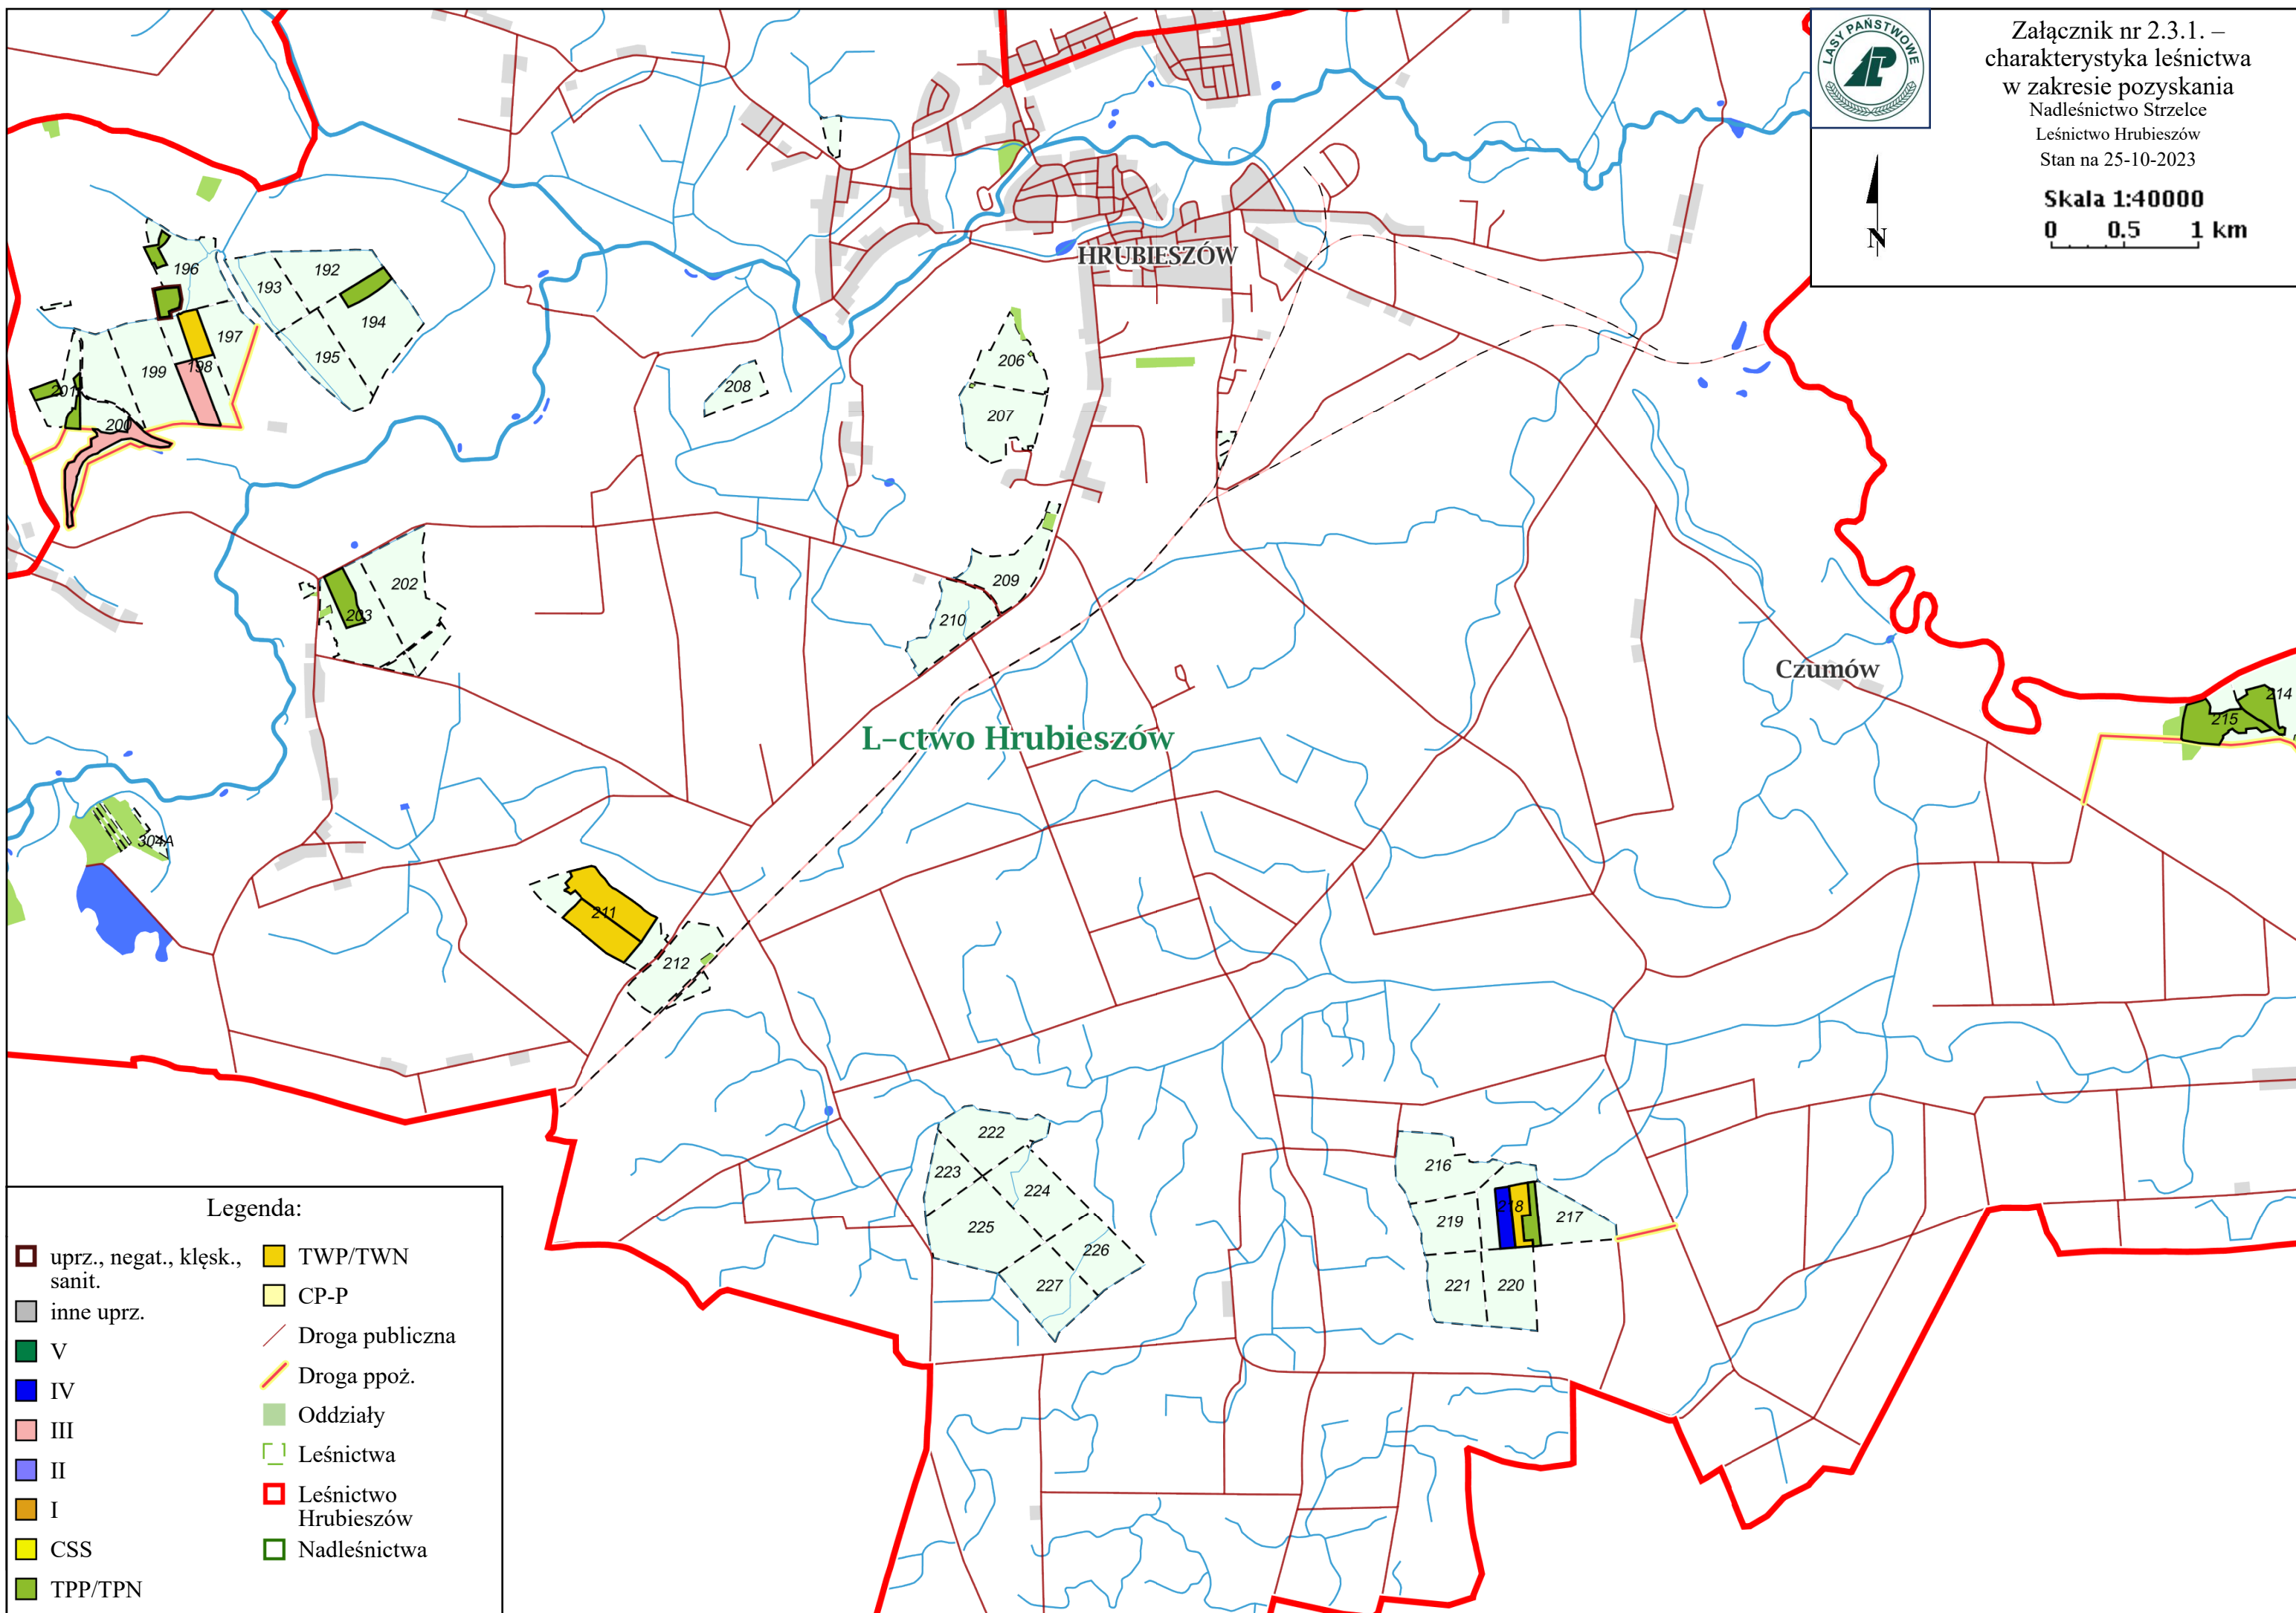 LASY PAŃSTWOWE
LP
Załącznik nr 2.3.1. –
charakterystyka leśnictwa
w zakresie pozyskania
Nadleśnictwo Strzelce
Leśnictwo Hrubieszów
Stan na 25-10-2023
Skala 1:40000
0 0.5 1 km
N
HRUBIESZÓW
196
192
193
194
197
195
199
198
201
200
206
208
207
202
209
203
210
Czumów
214
215
L-ctwo Hrubieszów
304A
211
212
222
216
223
224
218
217
219
225
226
227
221
220
Legenda:
uprz., negat., klęsk.,
sanit.
inne uprz.
V
IV
III
II
I
CSS
TPP/TPN
TWP/TWN
CP-P
Droga publiczna
Droga ppoż.
Oddziały
Leśnictwa
Leśnictwo
Hrubieszów
Nadleśnictwa